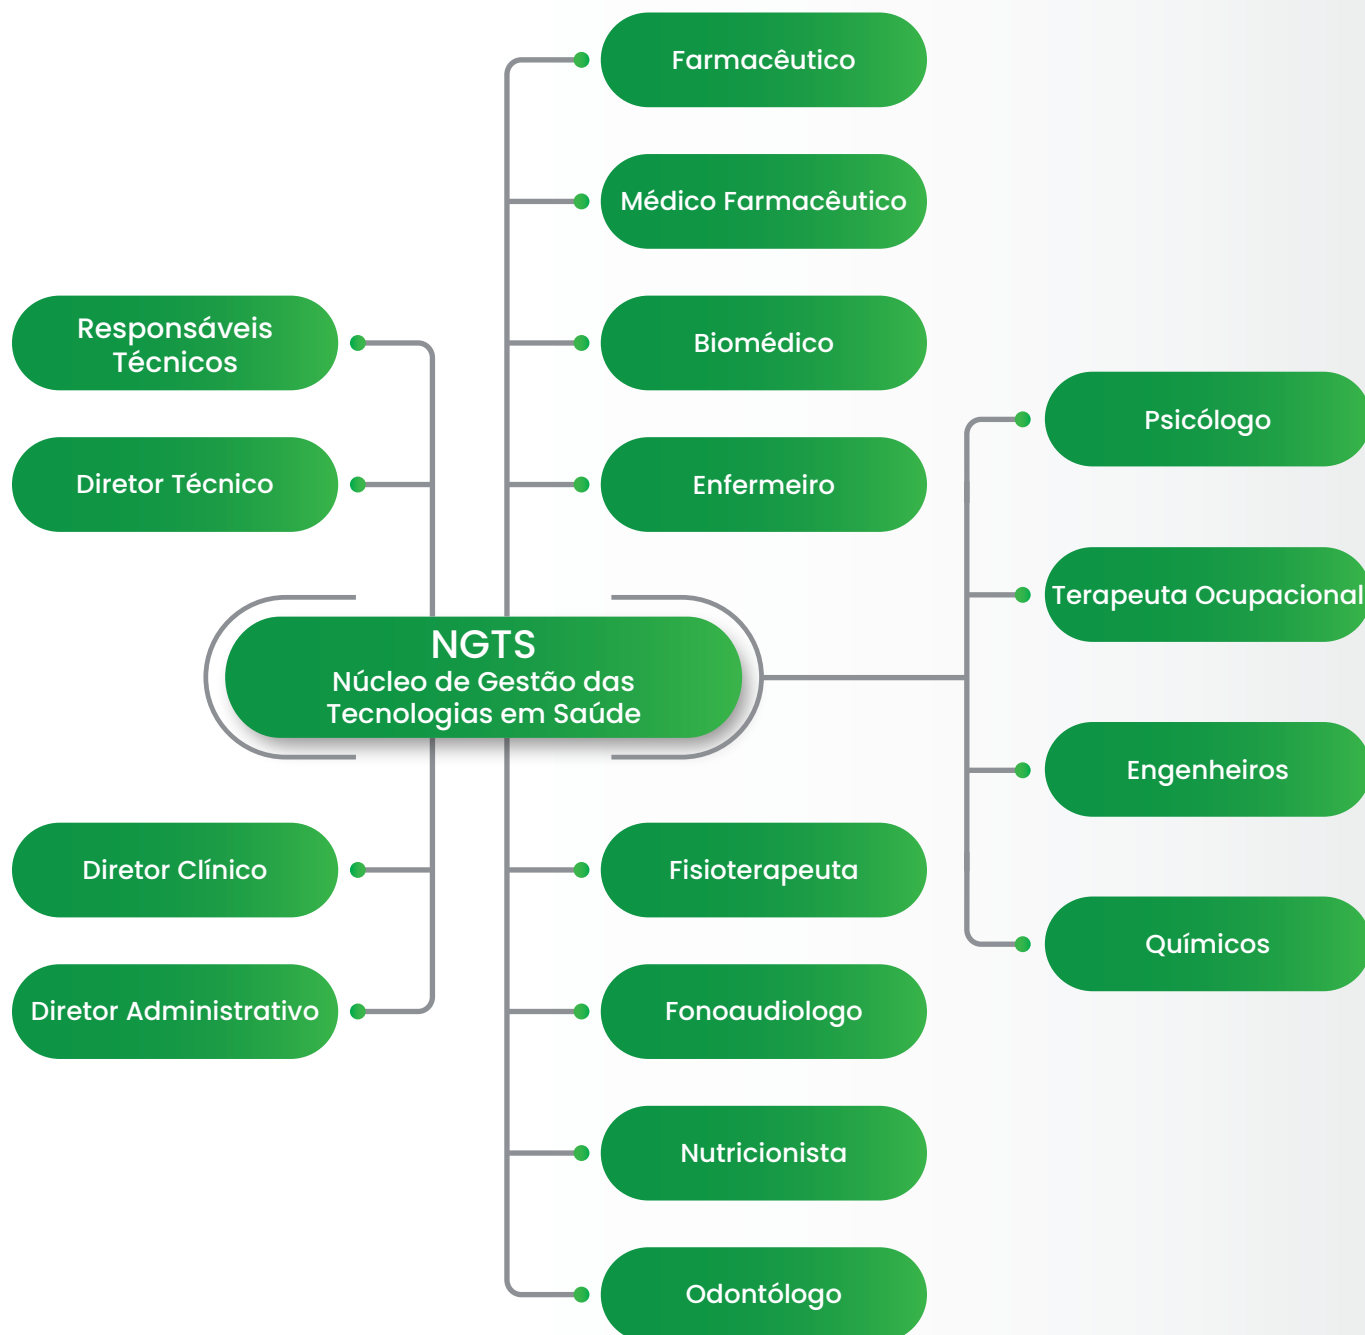 Farmacêutico
Médico Farmacêutico
Responsáveis
Técnicos
Biomédico
Psicólogo
Diretor Técnico
Enfermeiro
Terapeuta Ocupacional
NGTS
Núcleo de Gestão das
Tecnologias em Saúde
Engenheiros
Diretor Clínico
Fisioterapeuta
Químicos
Diretor Administrativo
Fonoaudiologo
Nutricionista
Odontólogo